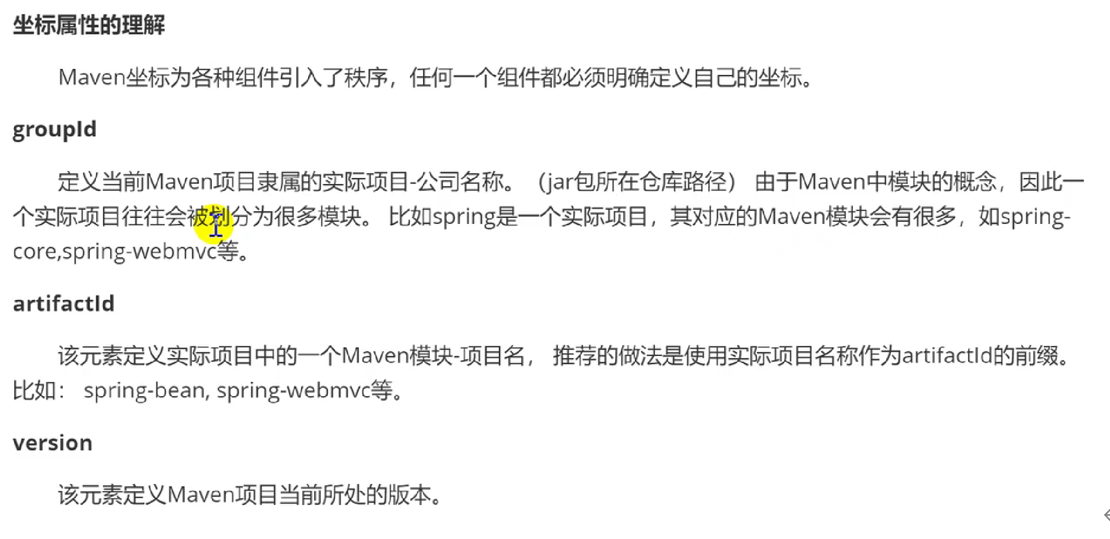 坐标属性的理解
Maven坐标为各种组件引入了秩序，任何一个组件都必须明确定义自己的坐标。
groupId
定义当前Maven项目隶属的实际项目-公司名称。（jar包所在仓库路径） 由于Maven中模块的概念，因此一
个实际项目往往会被划分为很多模块。 比如spring是一个实际项目，其对应的Maven模块会有很多，如spring-
core,spring-webmvc等。
artifactId
该元素定义实际项目中的一个Maven模块-项目名， 推荐的做法是使用实际项目名称作为artifactId的前缀。
比如： spring-bean, spring-webmvc等。
version
该元素定义Maven项目当前所处的版本。